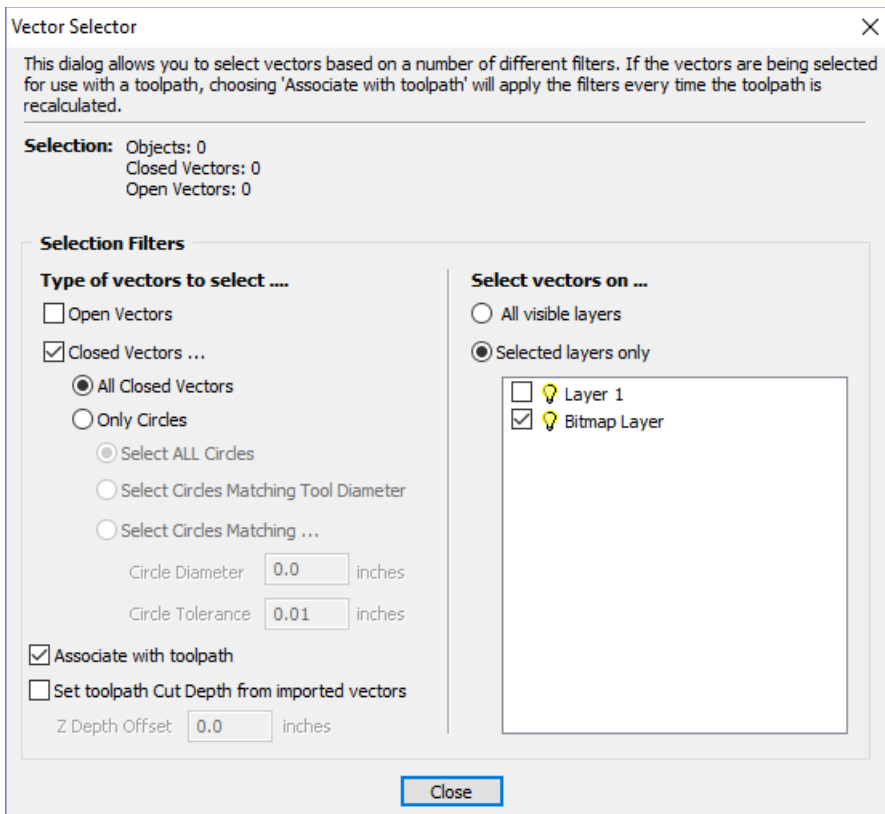 Vector Selector
This dialog allows you to select vectors based on a number of different filters. If the vectors are being selected
for use with a toolpath, choosing 'Associate with toolpath' will apply the filters every time the toolpath is
recalculated.
Selection: Objects: 0
Closed Vectors: 0
Open Vectors: 0
Selection Filters
Type of vectors to select ....
Open Vectors
Closed Vectors ...
All Closed Vectors
Only Circles
Select ALL Circles
Select Circles Matching Tool Diameter
Select Circles Matching ...
Circle Diameter 0.0 inches
Circle Tolerance 0.01 inches
Associate with toolpath
Set toolpath Cut Depth from imported vectors
Z Depth Offset 0.0 inches
Select vectors on ...
All visible layers
Selected layers only
Layer 1
Bitmap Layer
Close